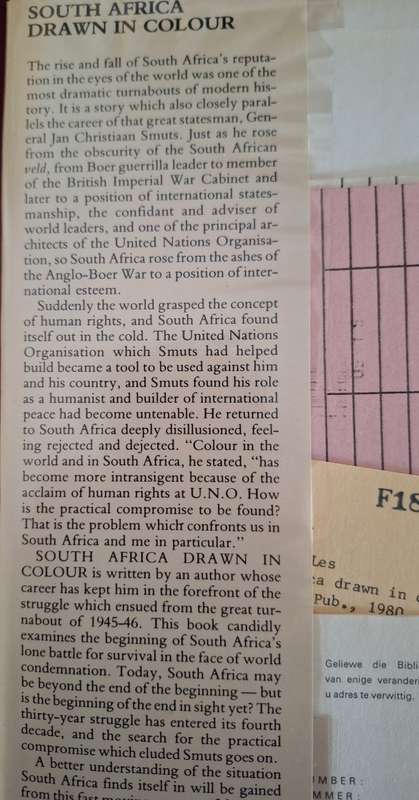 SOUTH AFRICA
DRAWN IN COLOUR
The rise and fall of South Africa's reputa-
tion in the eyes of the world was one of the
most dramatic turnabouts of modern his-
tory. It is a story which also closely paral-
lels the career of that great statesman, Gen-
eral Jan Christiaan Smuts. Just as he rose
from the obscurity of the South African
veld, from Boer guerrilla leader to member
of the British Imperial War Cabinet and
later to a position of international states-
manship, the confidant and adviser of
world leaders, and one of the principal ar-
chitects of the United Nations Organisa-
tion, so South Africa rose from the ashes of
the Anglo-Boer War to a position of inter-
national esteem.
Suddenly the world grasped the concept
of human rights, and South Africa found
itself out in the cold. The United Nations
Organisation which Smuts had helped
build became a tool to be used against him
and his country, and Smuts found his role
as a humanist and builder of international
peace had become untenable. He returned
to South Africa deeply disillusioned, feel-
ing rejected and dejected. “Colour in the
world and in South Africa, he stated, “has
become more intransigent because of the
acclaim of human rights at U.N.O. How
is the practical compromise to be found?
That is the problem which confronts us in
South Africa and me in particular.”
SOUTH AFRICA DRAWN IN
COLOUR is written by an author whose
career has kept him in the forefront of the
struggle which ensued from the great tur-
nabout of 1945-46. This book candidly
examines the beginning of South Africa's
lone battle for survival in the face of world
condemnation. Today, South Africa may
be beyond the end of the beginning — but
is the beginning of the end in sight yet? The
thirty-year struggle has entered its fourth
decade, and the search for the practical
compromise which eluded Smuts goes on.
A better understanding of the situation
South Africa finds itself in will be gained
from this fast
F18
les
ca drawn in
Pub., 1980
Geliewe die Bibli
van enige verander
u adres te verwittig.
MBER:
MMER: